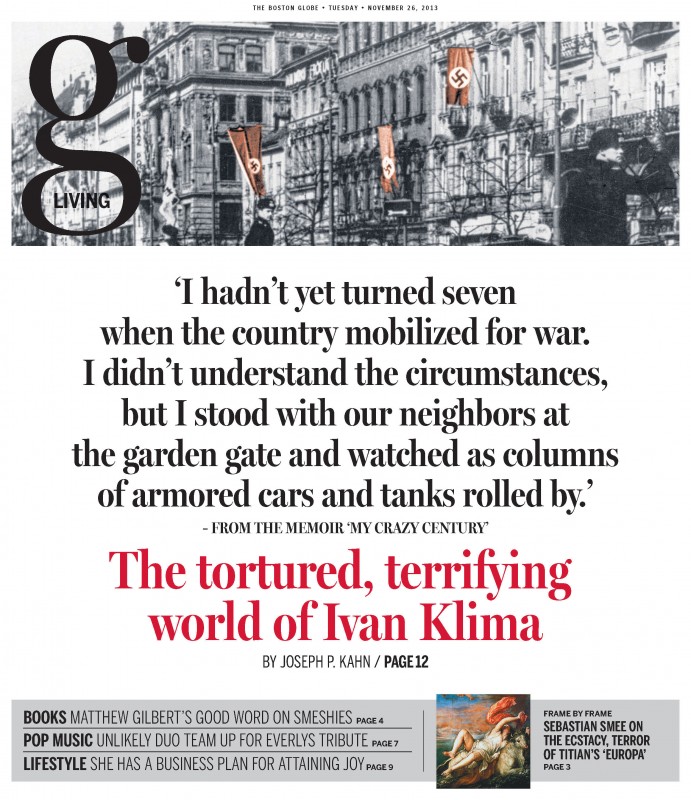 THE BOSTON GLOBE • TUESDAY • NOVEMBER 26, 2013
g
LIVING
‘I hadn’t yet turned seven
when the country mobilized for war.
I didn’t understand the circumstances,
but I stood with our neighbors at
the garden gate and watched as columns
of armored cars and tanks rolled by.’
- FROM THE MEMOIR ‘MY CRAZY CENTURY’
The tortured, terrifying
world of Ivan Klima
BY JOSEPH P. KAHN / PAGE 12
BOOKS MATTHEW GILBERT’S GOOD WORD ON SMESHIES PAGE 4
POP MUSIC UNLIKELY DUO TEAM UP FOR EVERLYS TRIBUTE PAGE 7
LIFESTYLE SHE HAS A BUSINESS PLAN FOR ATTAINING JOY PAGE 9
FRAME BY FRAME
SEBASTIAN SMEE ON
THE ECSTACY, TERROR
OF TITIAN’S ‘EUROPA’
PAGE 3